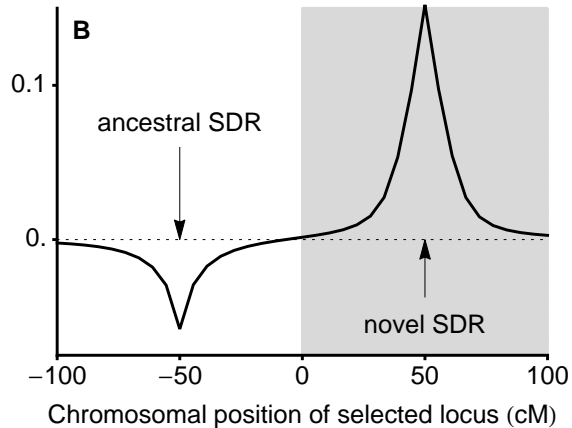 B
0.1
ancestral SDR
0.
novel SDR
−100 −50 0 50 100
Chromosomal position of selected locus (cM)